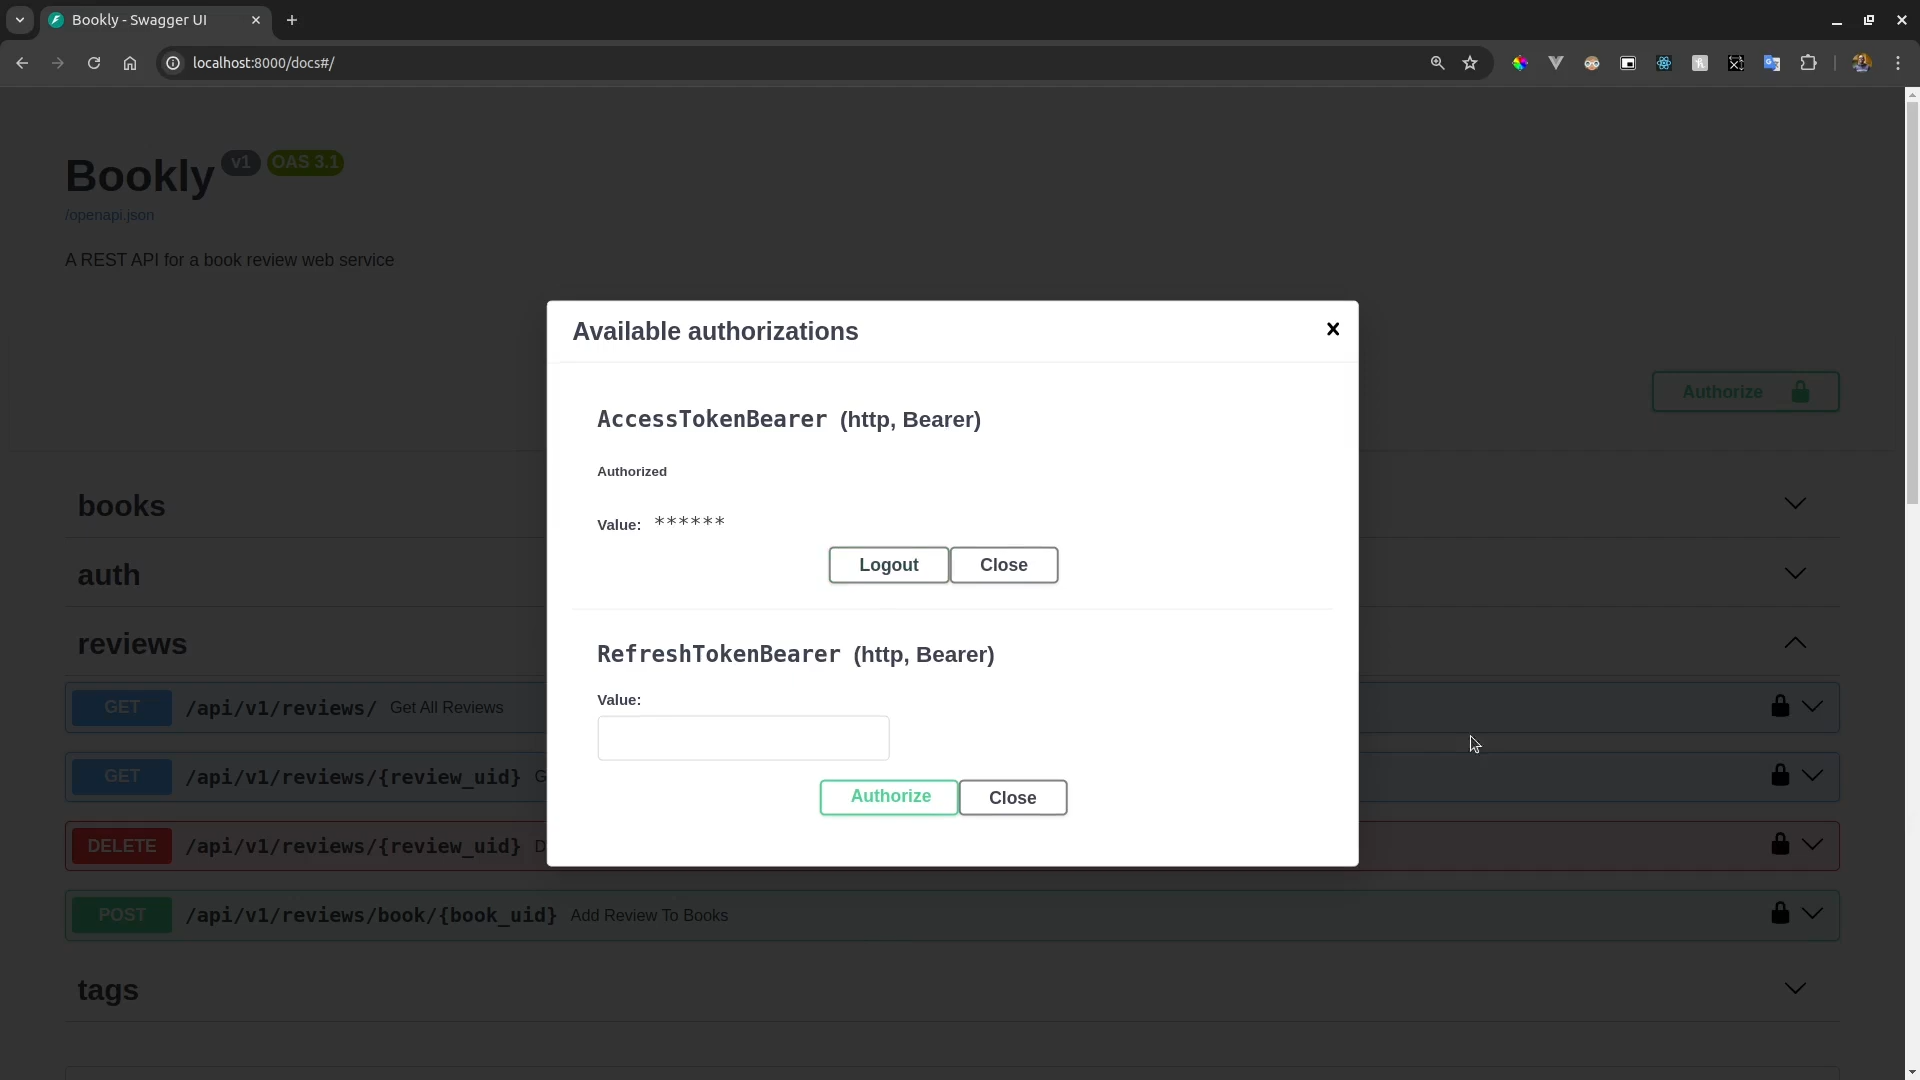 Bookly - Swagger UI
localhost:8000/docs#/
Bookly v1 OAS 3.1
/openapi.json
A REST API for a book review web service
Available authorizations
Authorize
AccessTokenBearer (http, Bearer)
Authorized
Value: ******
Logout Close
RefreshTokenBearer (http, Bearer)
Value:
Authorize Close
books
auth
reviews
GET /api/v1/reviews/ Get All Reviews
GET /api/v1/reviews/{review_uid} G
DELETE /api/v1/reviews/{review_uid} D
POST /api/v1/reviews/book/{book_uid} Add Review To Books
tags